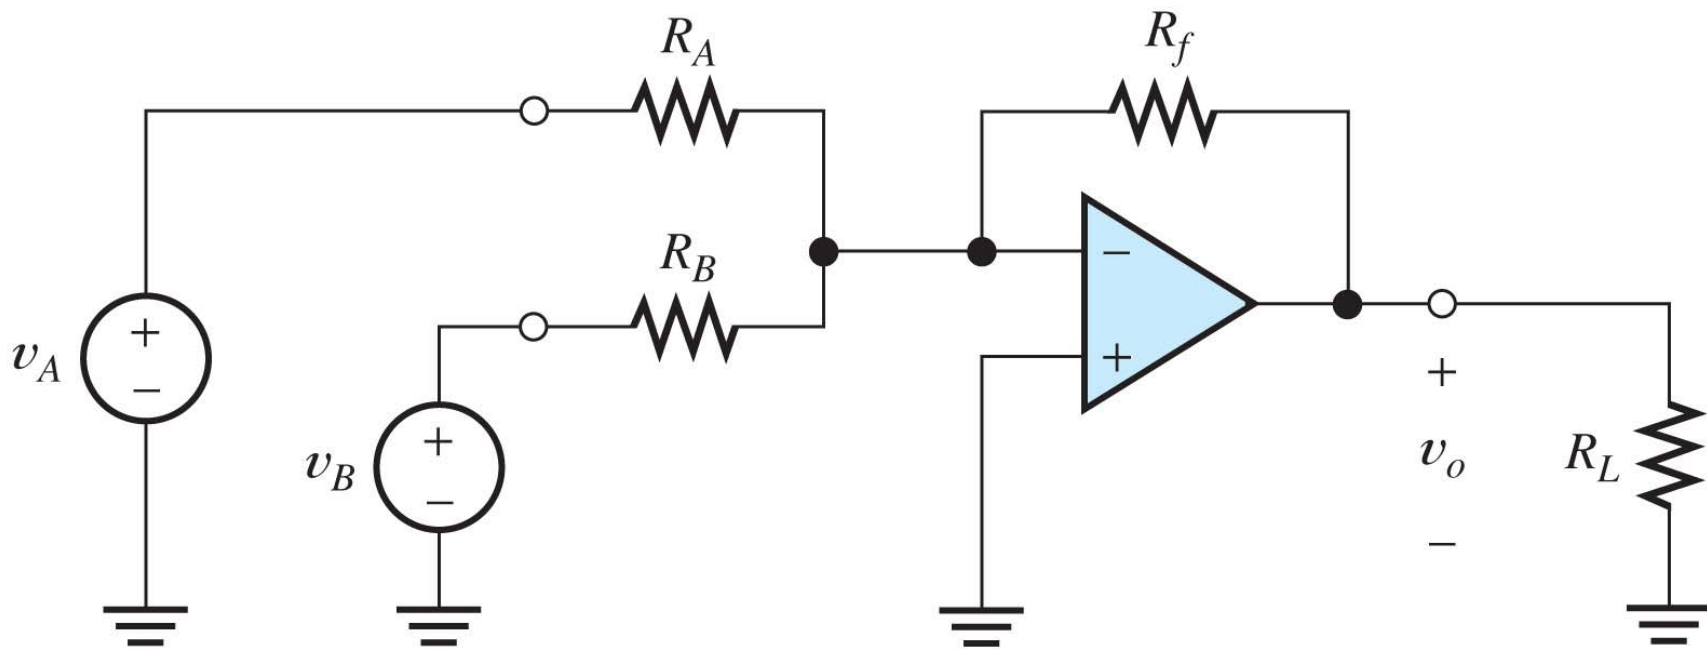 R_A
R_f
R_B
−
+
+
−
v_A
+
−
v_B
+
v_o
−
R_L